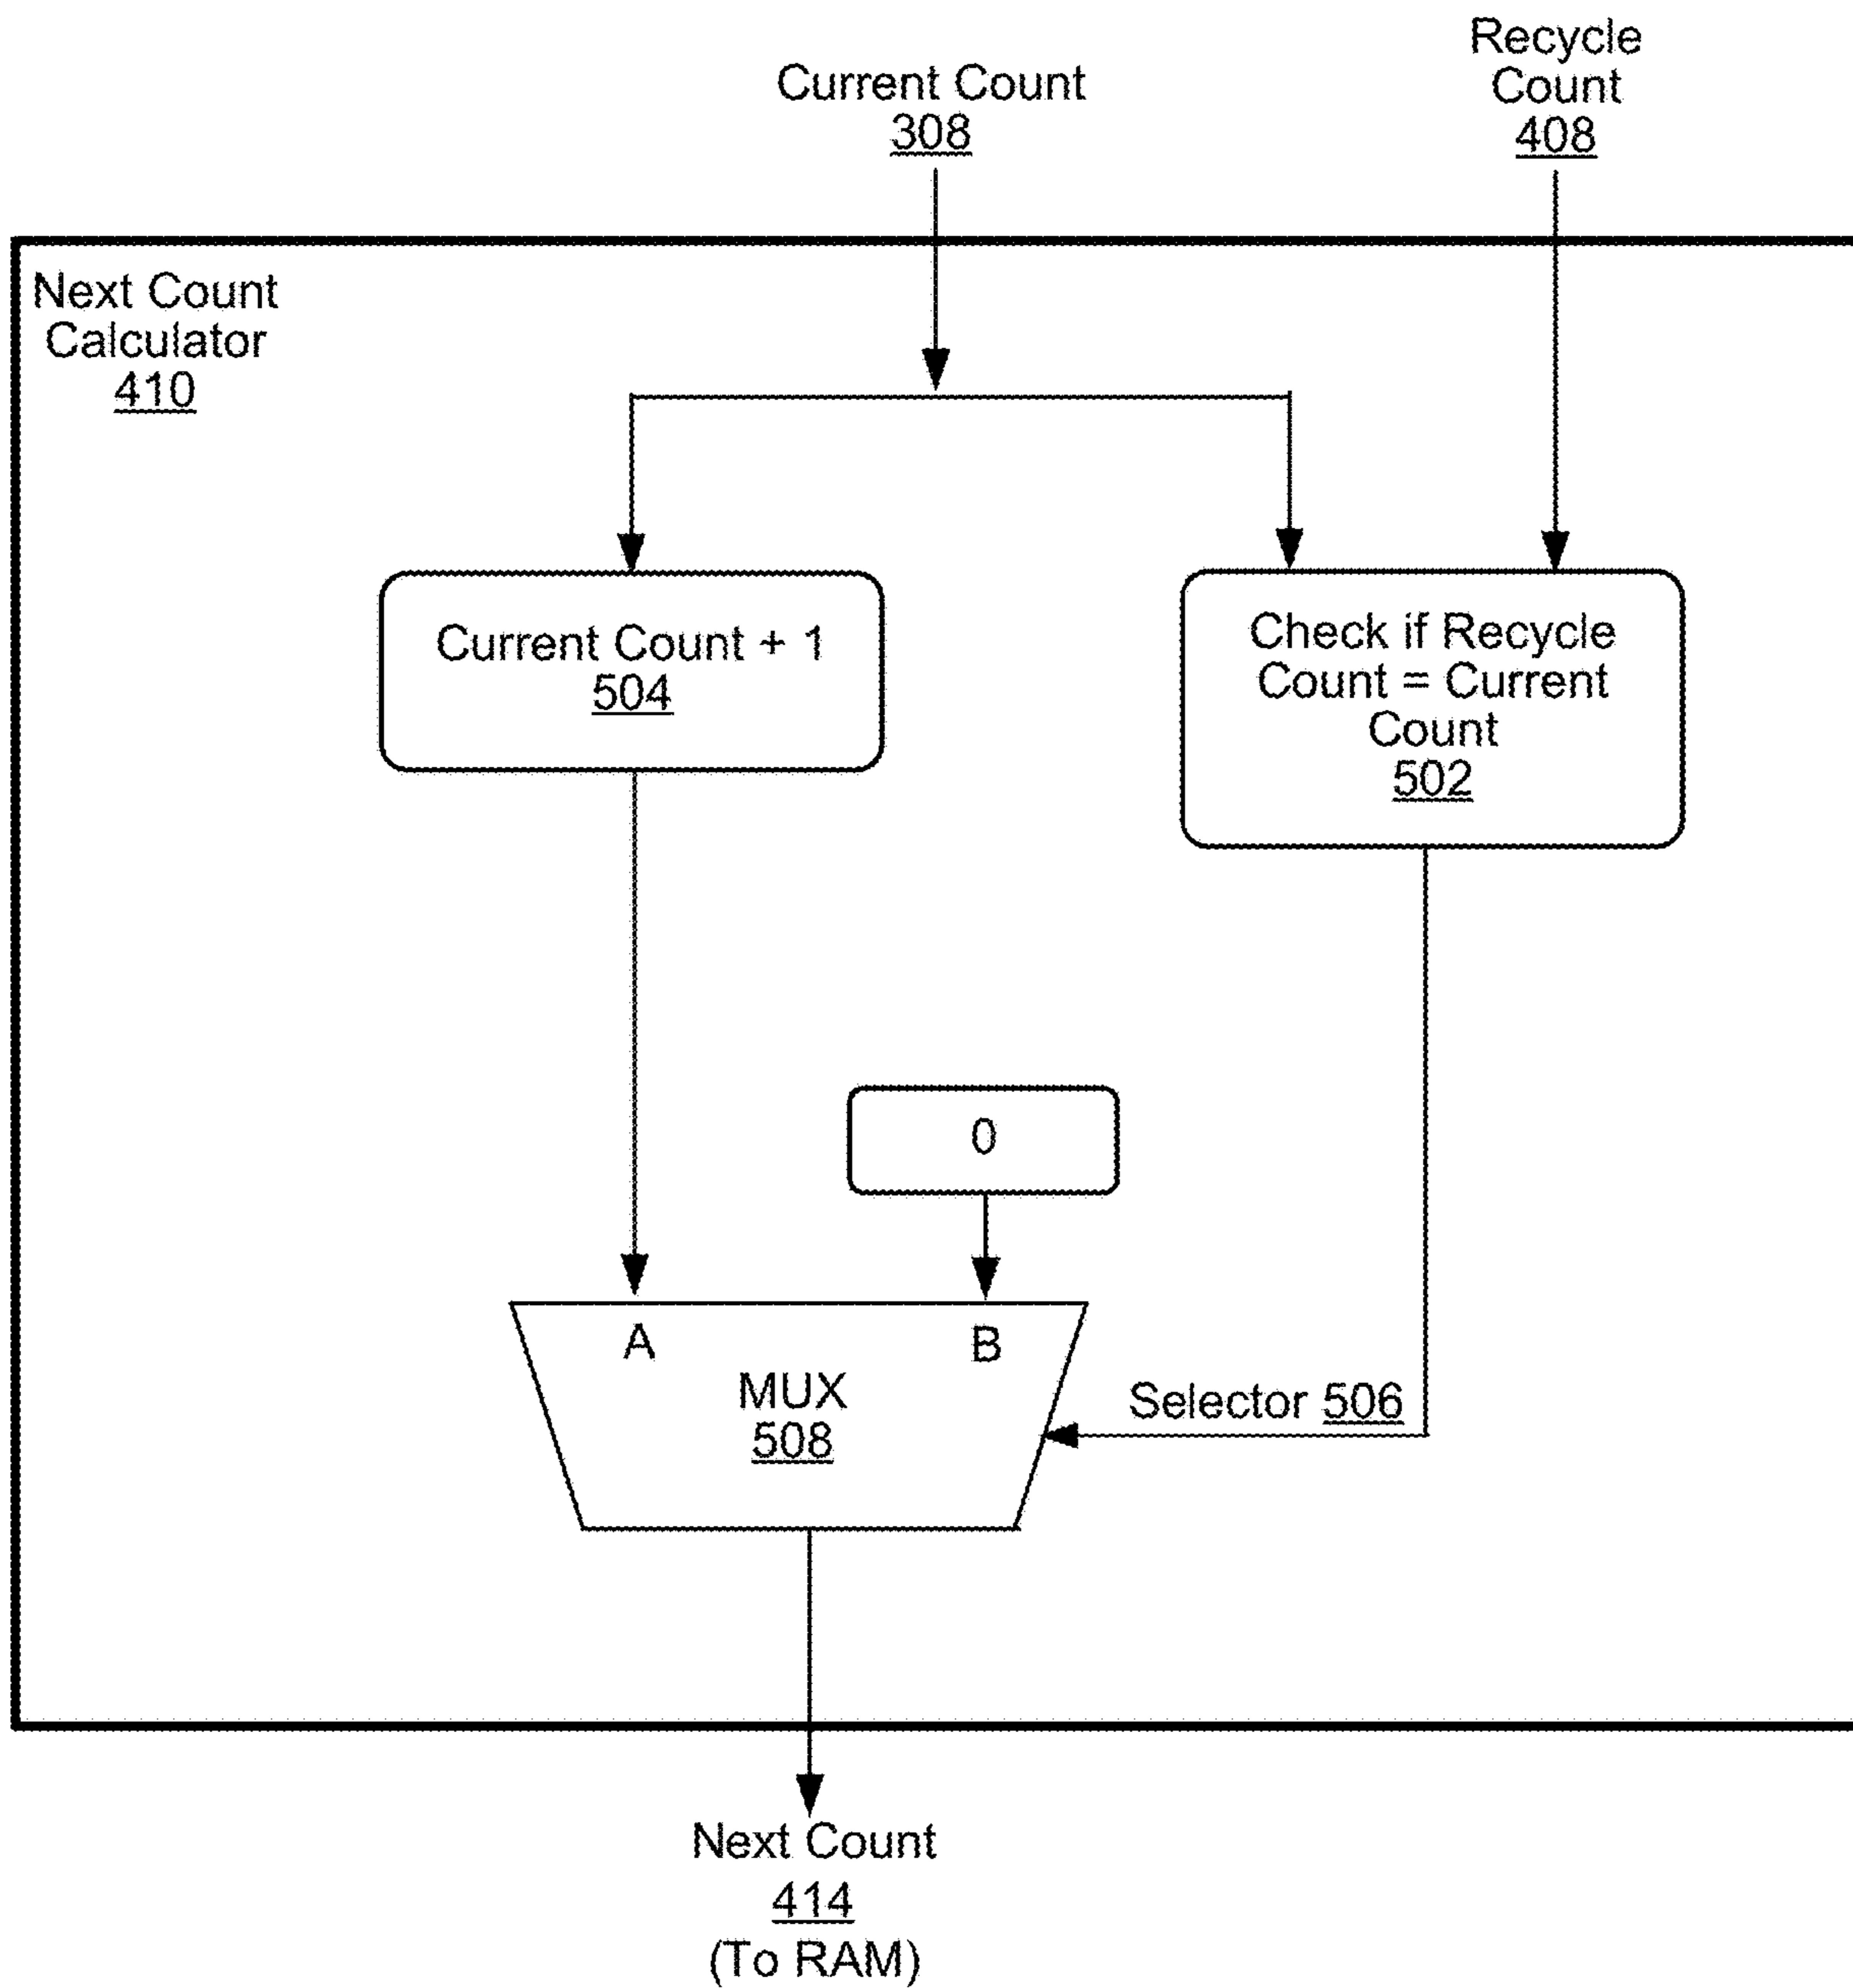 Recycle
Count
408
Current Count
308
Next Count
Calculator
410
Current Count + 1
504
Check if Recycle
Count = Current
Count
502
0
A
B
MUX
508
Selector 506
Next Count
414
(To RAM)